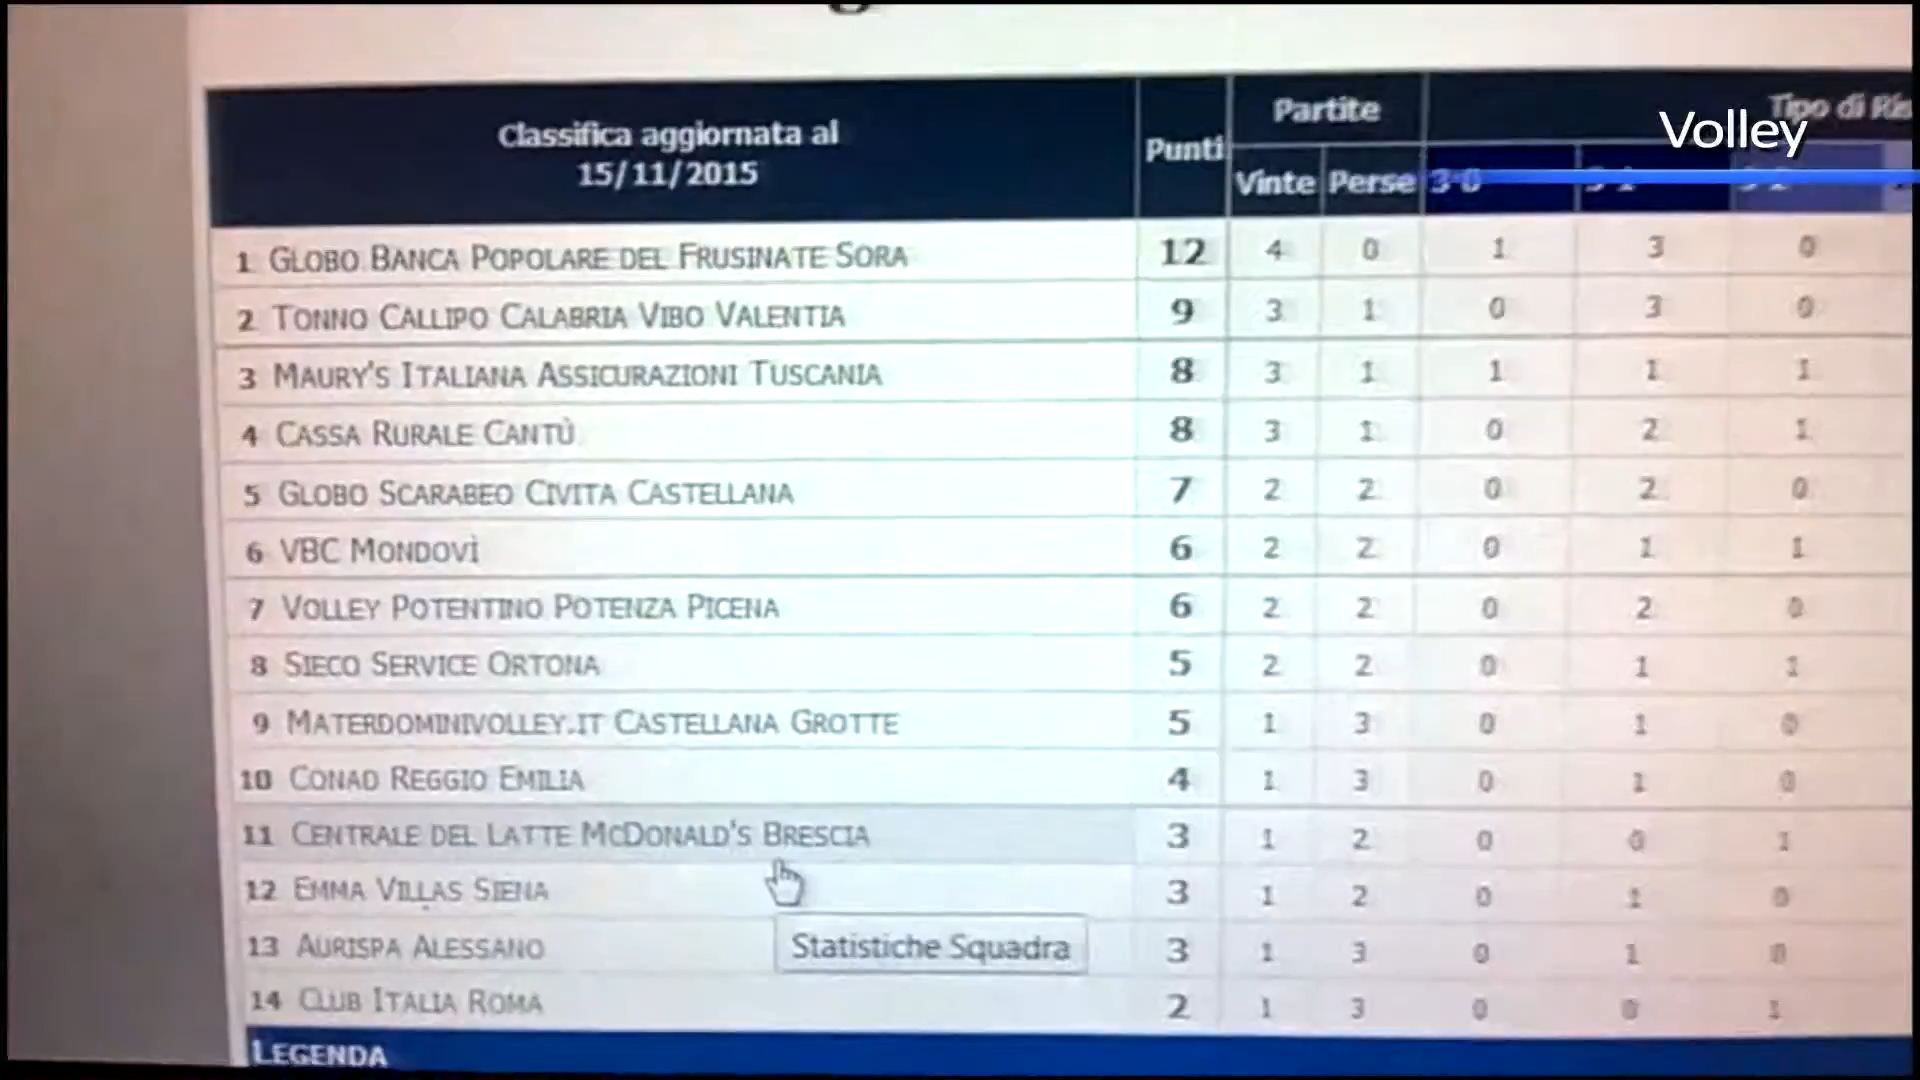 Classifica aggiornata al
15/11/2015
Punti
Partite
Tipo di
Volley
Vinte Perse 3-0
1 GLOBO BANCA POPOLARE DEL FRUSINATE SORA 12 4 0 1 3 0
2 TONNO CALLIPO CALABRIA VIBO VALENTIA 9 3 1 0 3 0
3 MAURY'S ITALIANA ASSICURAZIONI TUSCANIA 8 3 1 1 1 1
4 CASSA RURALE CANTÙ 8 3 1 0 2 1
5 GLOBO SCARABEO CIVITA CASTELLANA 7 2 2 0 2 0
6 VBC MONDOVÌ 6 2 2 0 1 1
7 VOLLEY POTENTINO POTENZA PICENA 6 2 2 0 2 0
8 SIECO SERVICE ORTONA 5 2 2 0 1 1
9 MATERDOMINIVOLLEY.IT CASTELLANA GROTTE 5 1 3 0 1 0
10 CONAD REGGIO EMILIA 4 1 3 0 1 0
11 CENTRALE DEL LATTE MCDONALD'S BRESCIA 3 1 2 0 0 1
12 EMMA VILLAS SIENA 3 1 2 0 1 0
13 AURISPA ALESSANO 3 1 3 0 1 0
Statistiche Squadra
14 CLUB ITALIA ROMA 2 1 3 0 0 1
LEGENDA